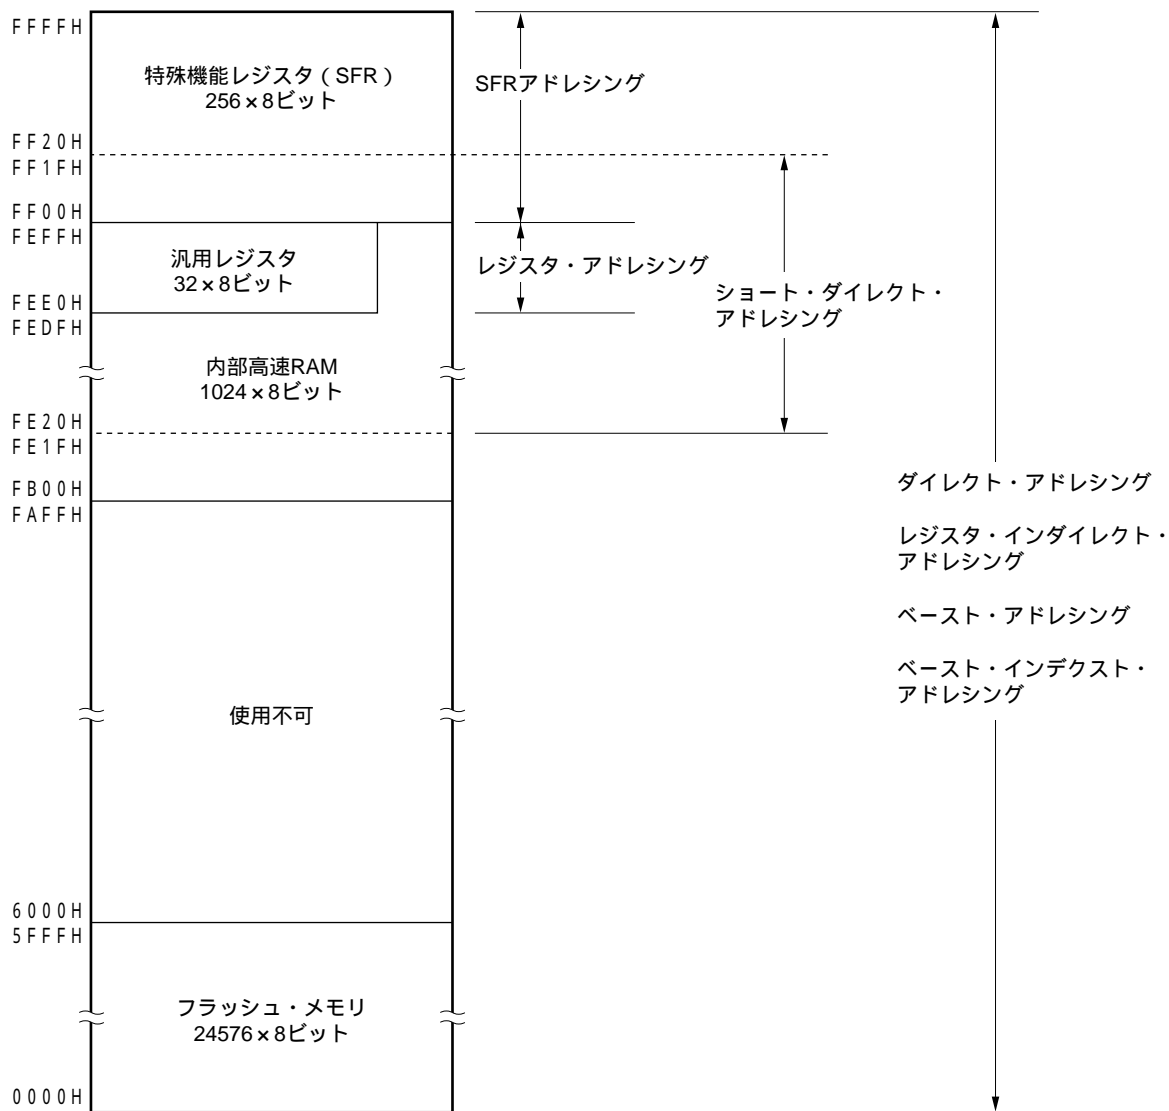 FFFFH
特殊機能レジスタ（SFR）
256×8ビット
SFRアドレシング
FF20H
FF1FH
FF00H
FEFFH
汎用レジスタ
32×8ビット
レジスタ・アドレシング
ショート・ダイレクト・
アドレシング
FEE0H
FEDFH
内部高速RAM
1024×8ビット
FE20H
FE1FH
FB00H
FAFFH
ダイレクト・アドレシング
レジスタ・インダイレクト・
アドレシング
ベースト・アドレシング
ベースト・インデクスト・
アドレシング
使用不可
6000H
5FFFH
フラッシュ・メモリ
24576×8ビット
0000H